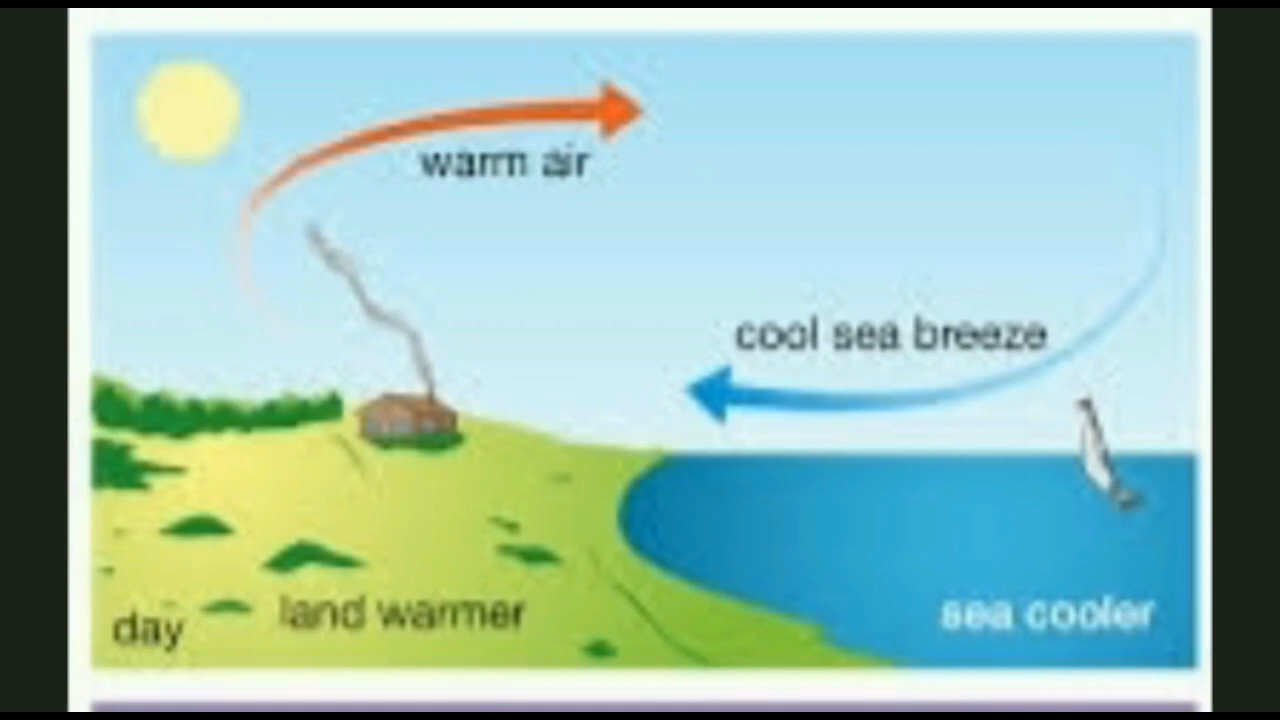 warm air
cool sea breeze
land warmer
sea cooler
day